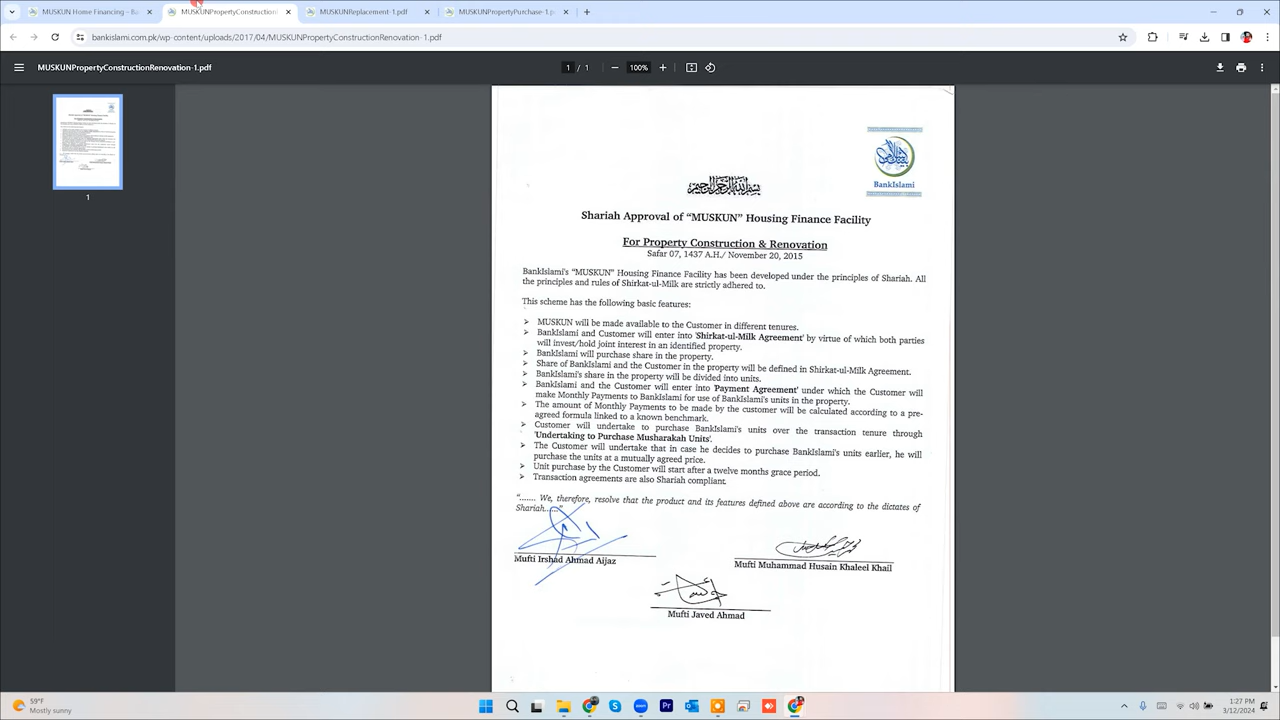 MUSKUN Home Financing – Ba
MUSKUNPropertyConstruction
MUSKUNReplacement-1.pdf
MUSKUNPropertyPurchase-1.p
bankislami.com.pk/wp-content/uploads/2017/04/MUSKUNPropertyConstructionRenovation-1.pdf
MUSKUNPropertyConstructionRenovation-1.pdf
1 / 1
100%
1
BankIslami
بسم الله الرحمن الرحيم
Shariah Approval of “MUSKUN” Housing Finance Facility
For Property Construction & Renovation
Safar 07, 1437 A.H./ November 20, 2015
BankIslami's “MUSKUN” Housing Finance Facility has been developed under the principles of Shariah. All
the principles and rules of Shirkat-ul-Milk are strictly adhered to.
This scheme has the following basic features:
➢ MUSKUN will be made available to the Customer in different tenures.
➢ BankIslami and Customer will enter into 'Shirkat-ul-Milk Agreement' by virtue of which both parties
will invest/hold joint interest in an identified property.
➢ BankIslami will purchase share in the property.
➢ Share of BankIslami and the Customer in the property will be defined in Shirkat-ul-Milk Agreement.
➢ BankIslami's share in the property will be divided into units.
➢ BankIslami and the Customer will enter into 'Payment Agreement' under which the Customer will
make Monthly Payments to BankIslami for use of BankIslami's units in the property.
➢ The amount of Monthly Payments to be made by the customer will be calculated according to a pre-
agreed formula linked to a known benchmark.
➢ Customer will undertake to purchase BankIslami's units over the transaction tenure through
'Undertaking to Purchase Musharakah Units'.
➢ The Customer will undertake that in case he decides to purchase BankIslami's units earlier, he will
purchase the units at a mutually agreed price.
➢ Unit purchase by the Customer will start after a twelve months grace period.
➢ Transaction agreements are also Shariah compliant.
“....... We, therefore, resolve that the product and its features defined above are according to the dictates of
Shariah......”
Mufti Irshad Ahmad Aijaz
Mufti Muhammad Husain Khaleel Khail
Mufti Javed Ahmad
59°F
Mostly sunny
1:27 PM
3/12/2024